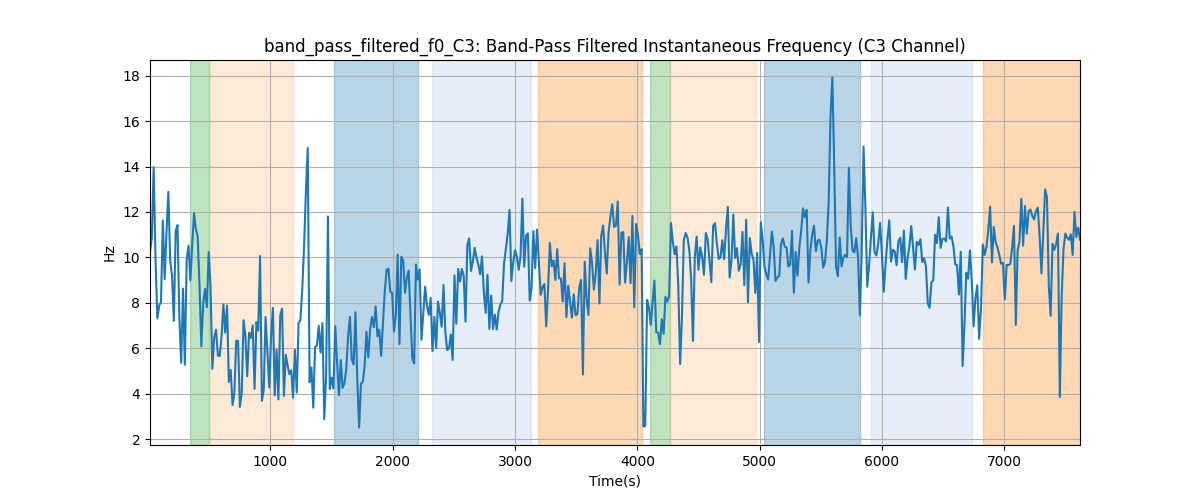 band_pass_filtered_f0_C3: Band-Pass Filtered Instantaneous Frequency (C3 Channel)
18
16
14
12
10
8
6
4
2
Hz
1000 2000 3000 4000 5000 6000 7000
Time(s)